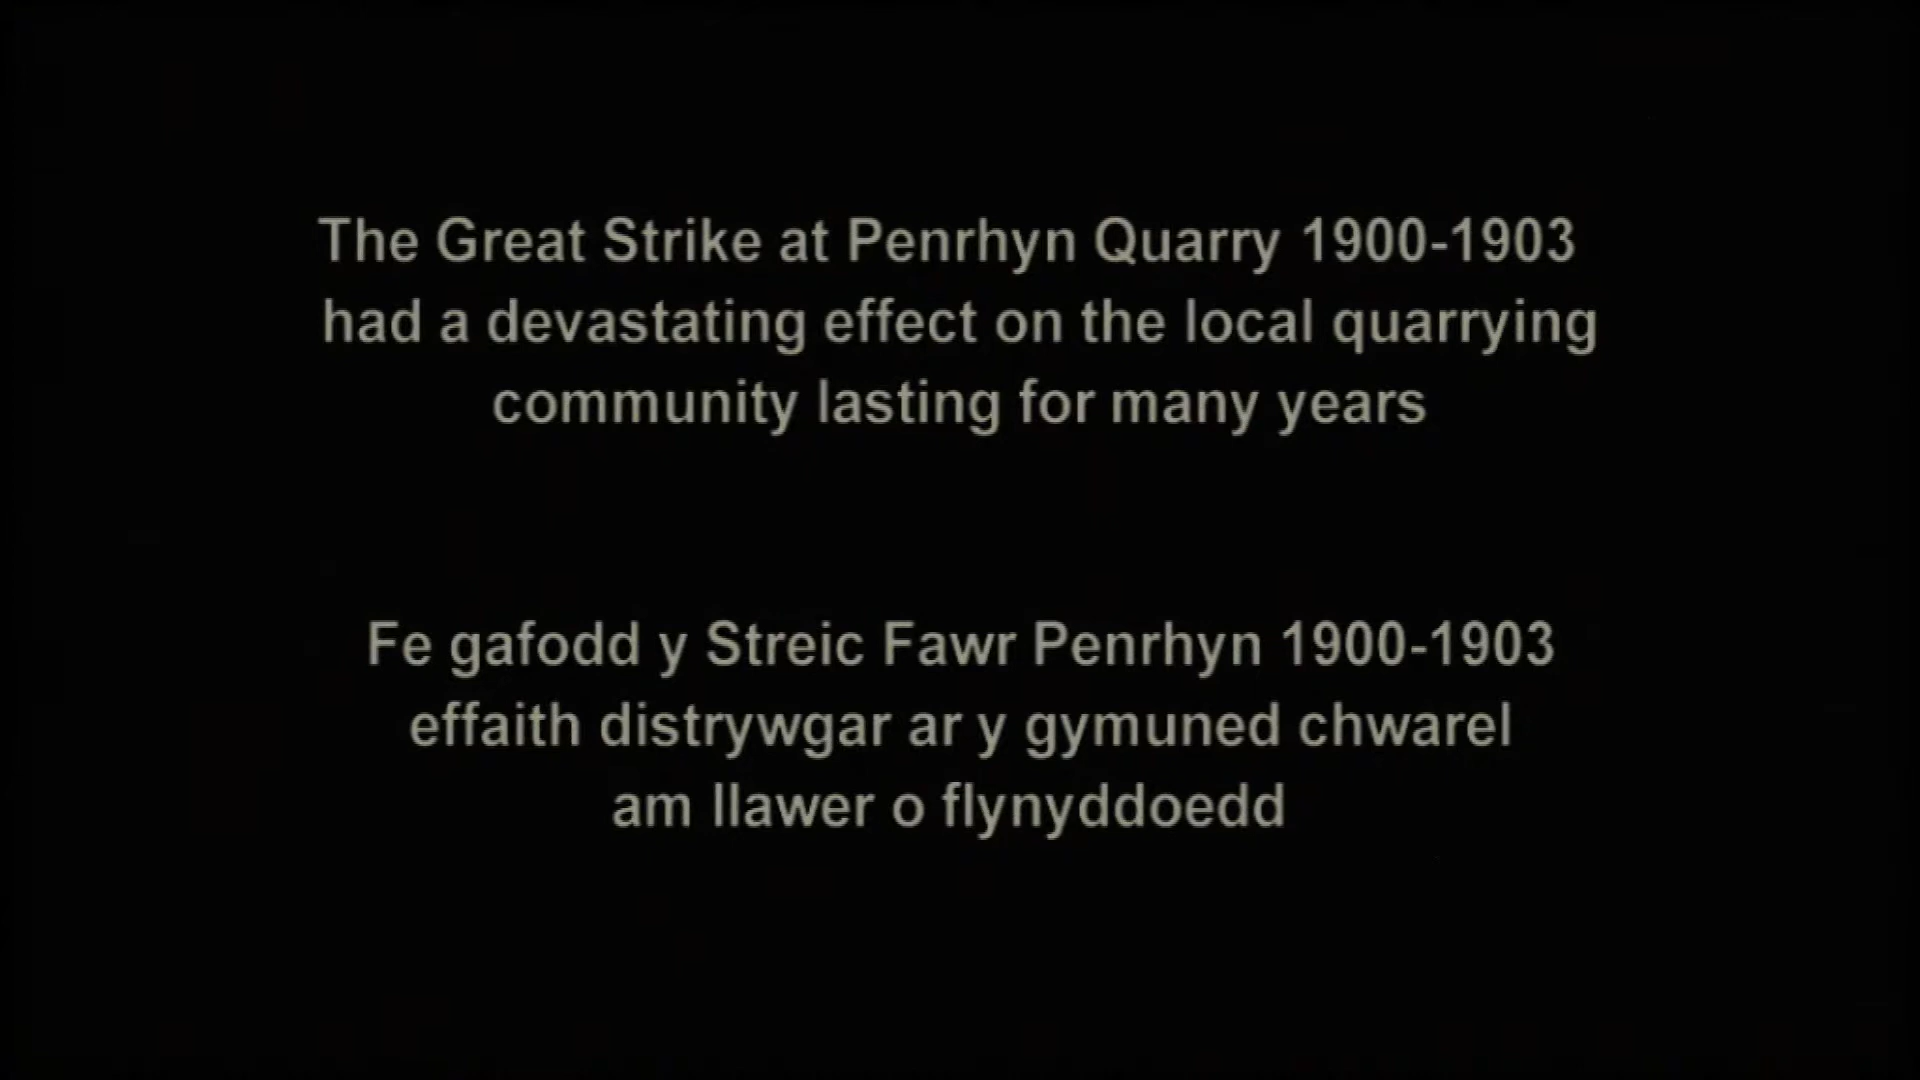 The Great Strike at Penrhyn Quarry 1900-1903
had a devastating effect on the local quarrying
community lasting for many years
Fe gafodd y Streic Fawr Penrhyn 1900-1903
effaith distrywgar ar y gymuned chwarel
am llawer o flynyddoedd